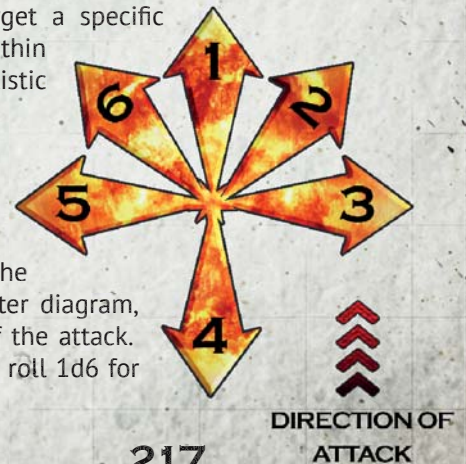 get a specific
thin
istic
1
6
2
5
3
he
ter diagram,
4
f the attack.
roll 1d6 for
DIRECTION OF
ATTACK
217